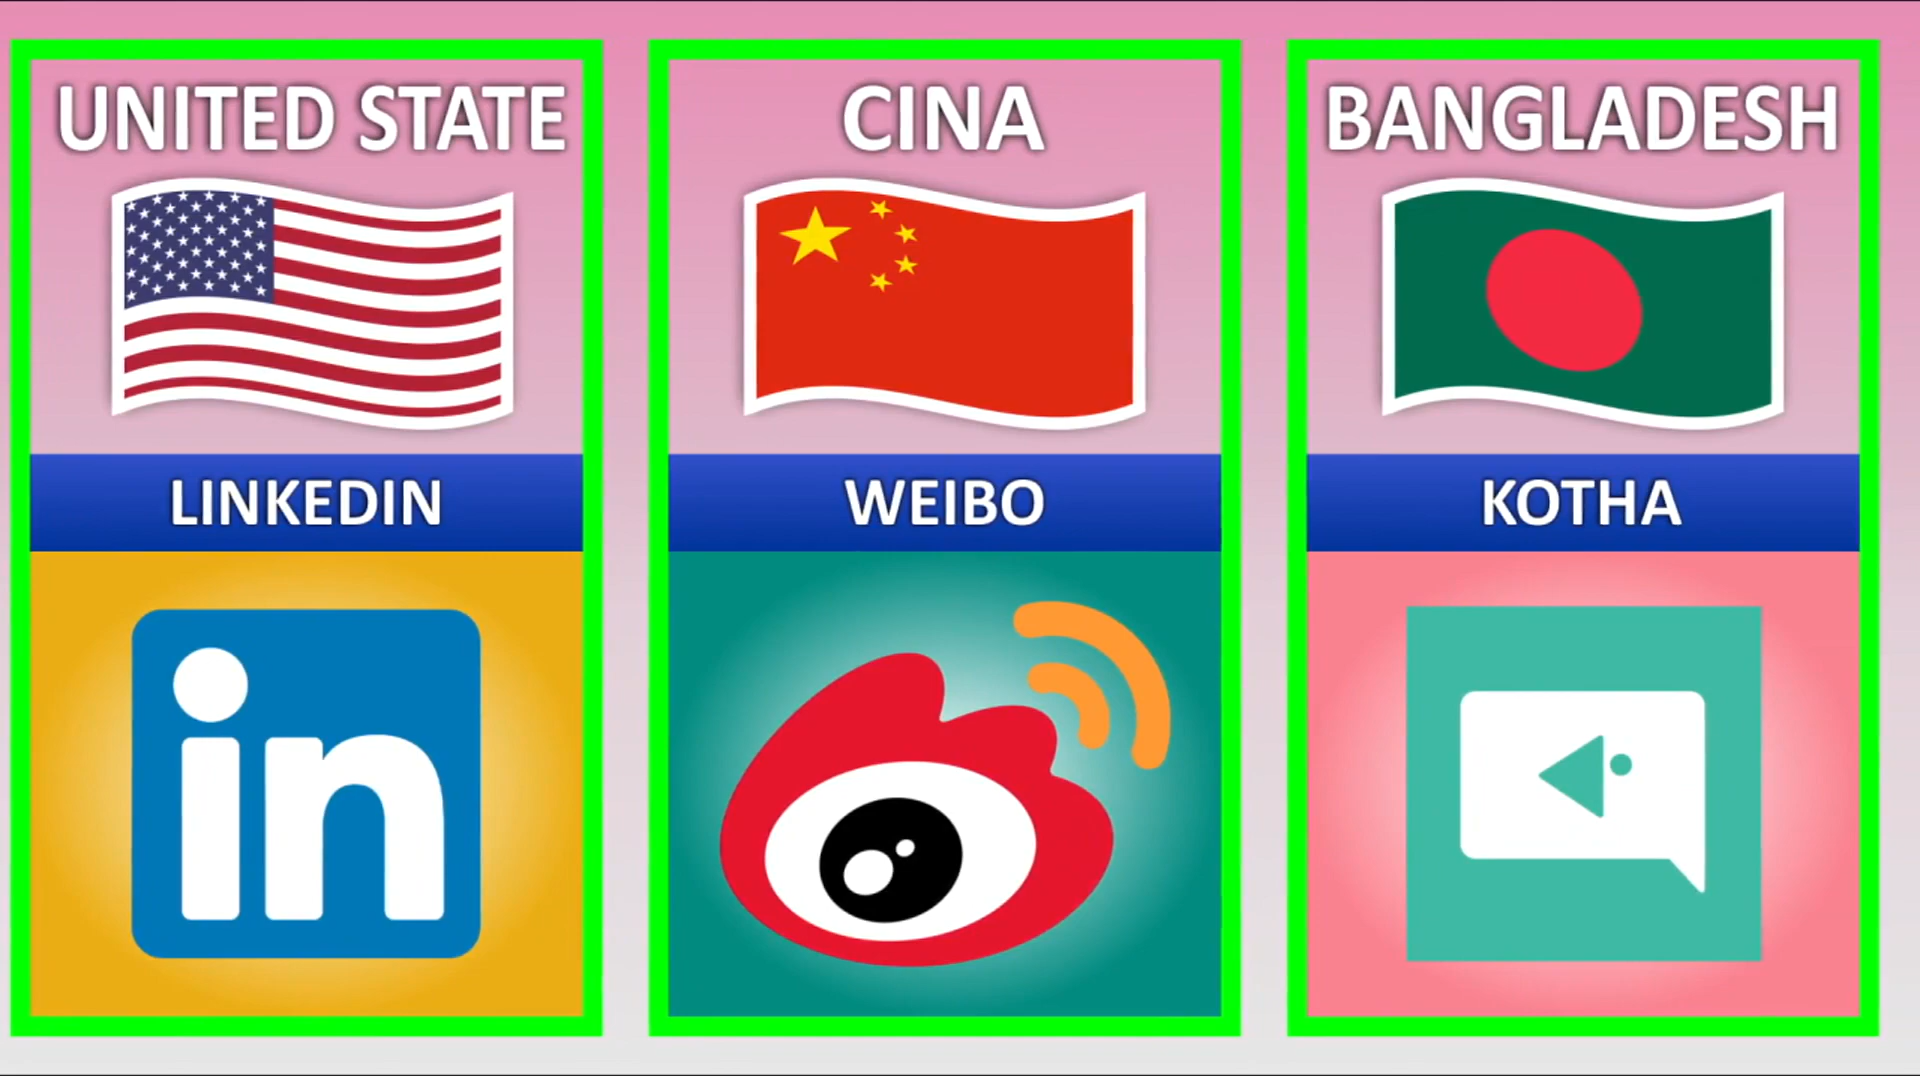 UNITED STATE
CINA
BANGLADESH
LINKEDIN
WEIBO
KOTHA
in